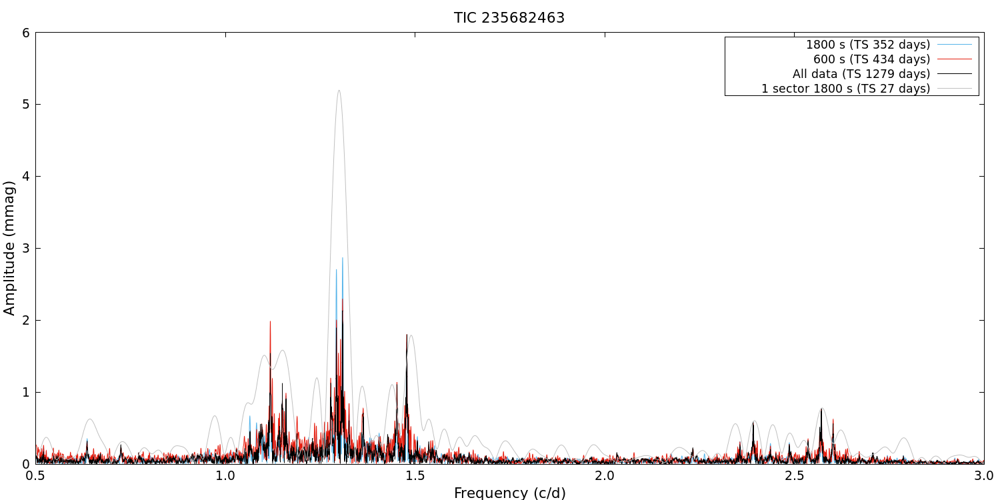 TIC 235682463
1800 s (TS 352 days)
600 s (TS 434 days)
All data (TS 1279 days)
1 sector 1800 s (TS 27 days)
Amplitude (mmag)
6
5
4
3
2
1
0
0.5 1.0 1.5 2.0 2.5 3.0
Frequency (c/d)